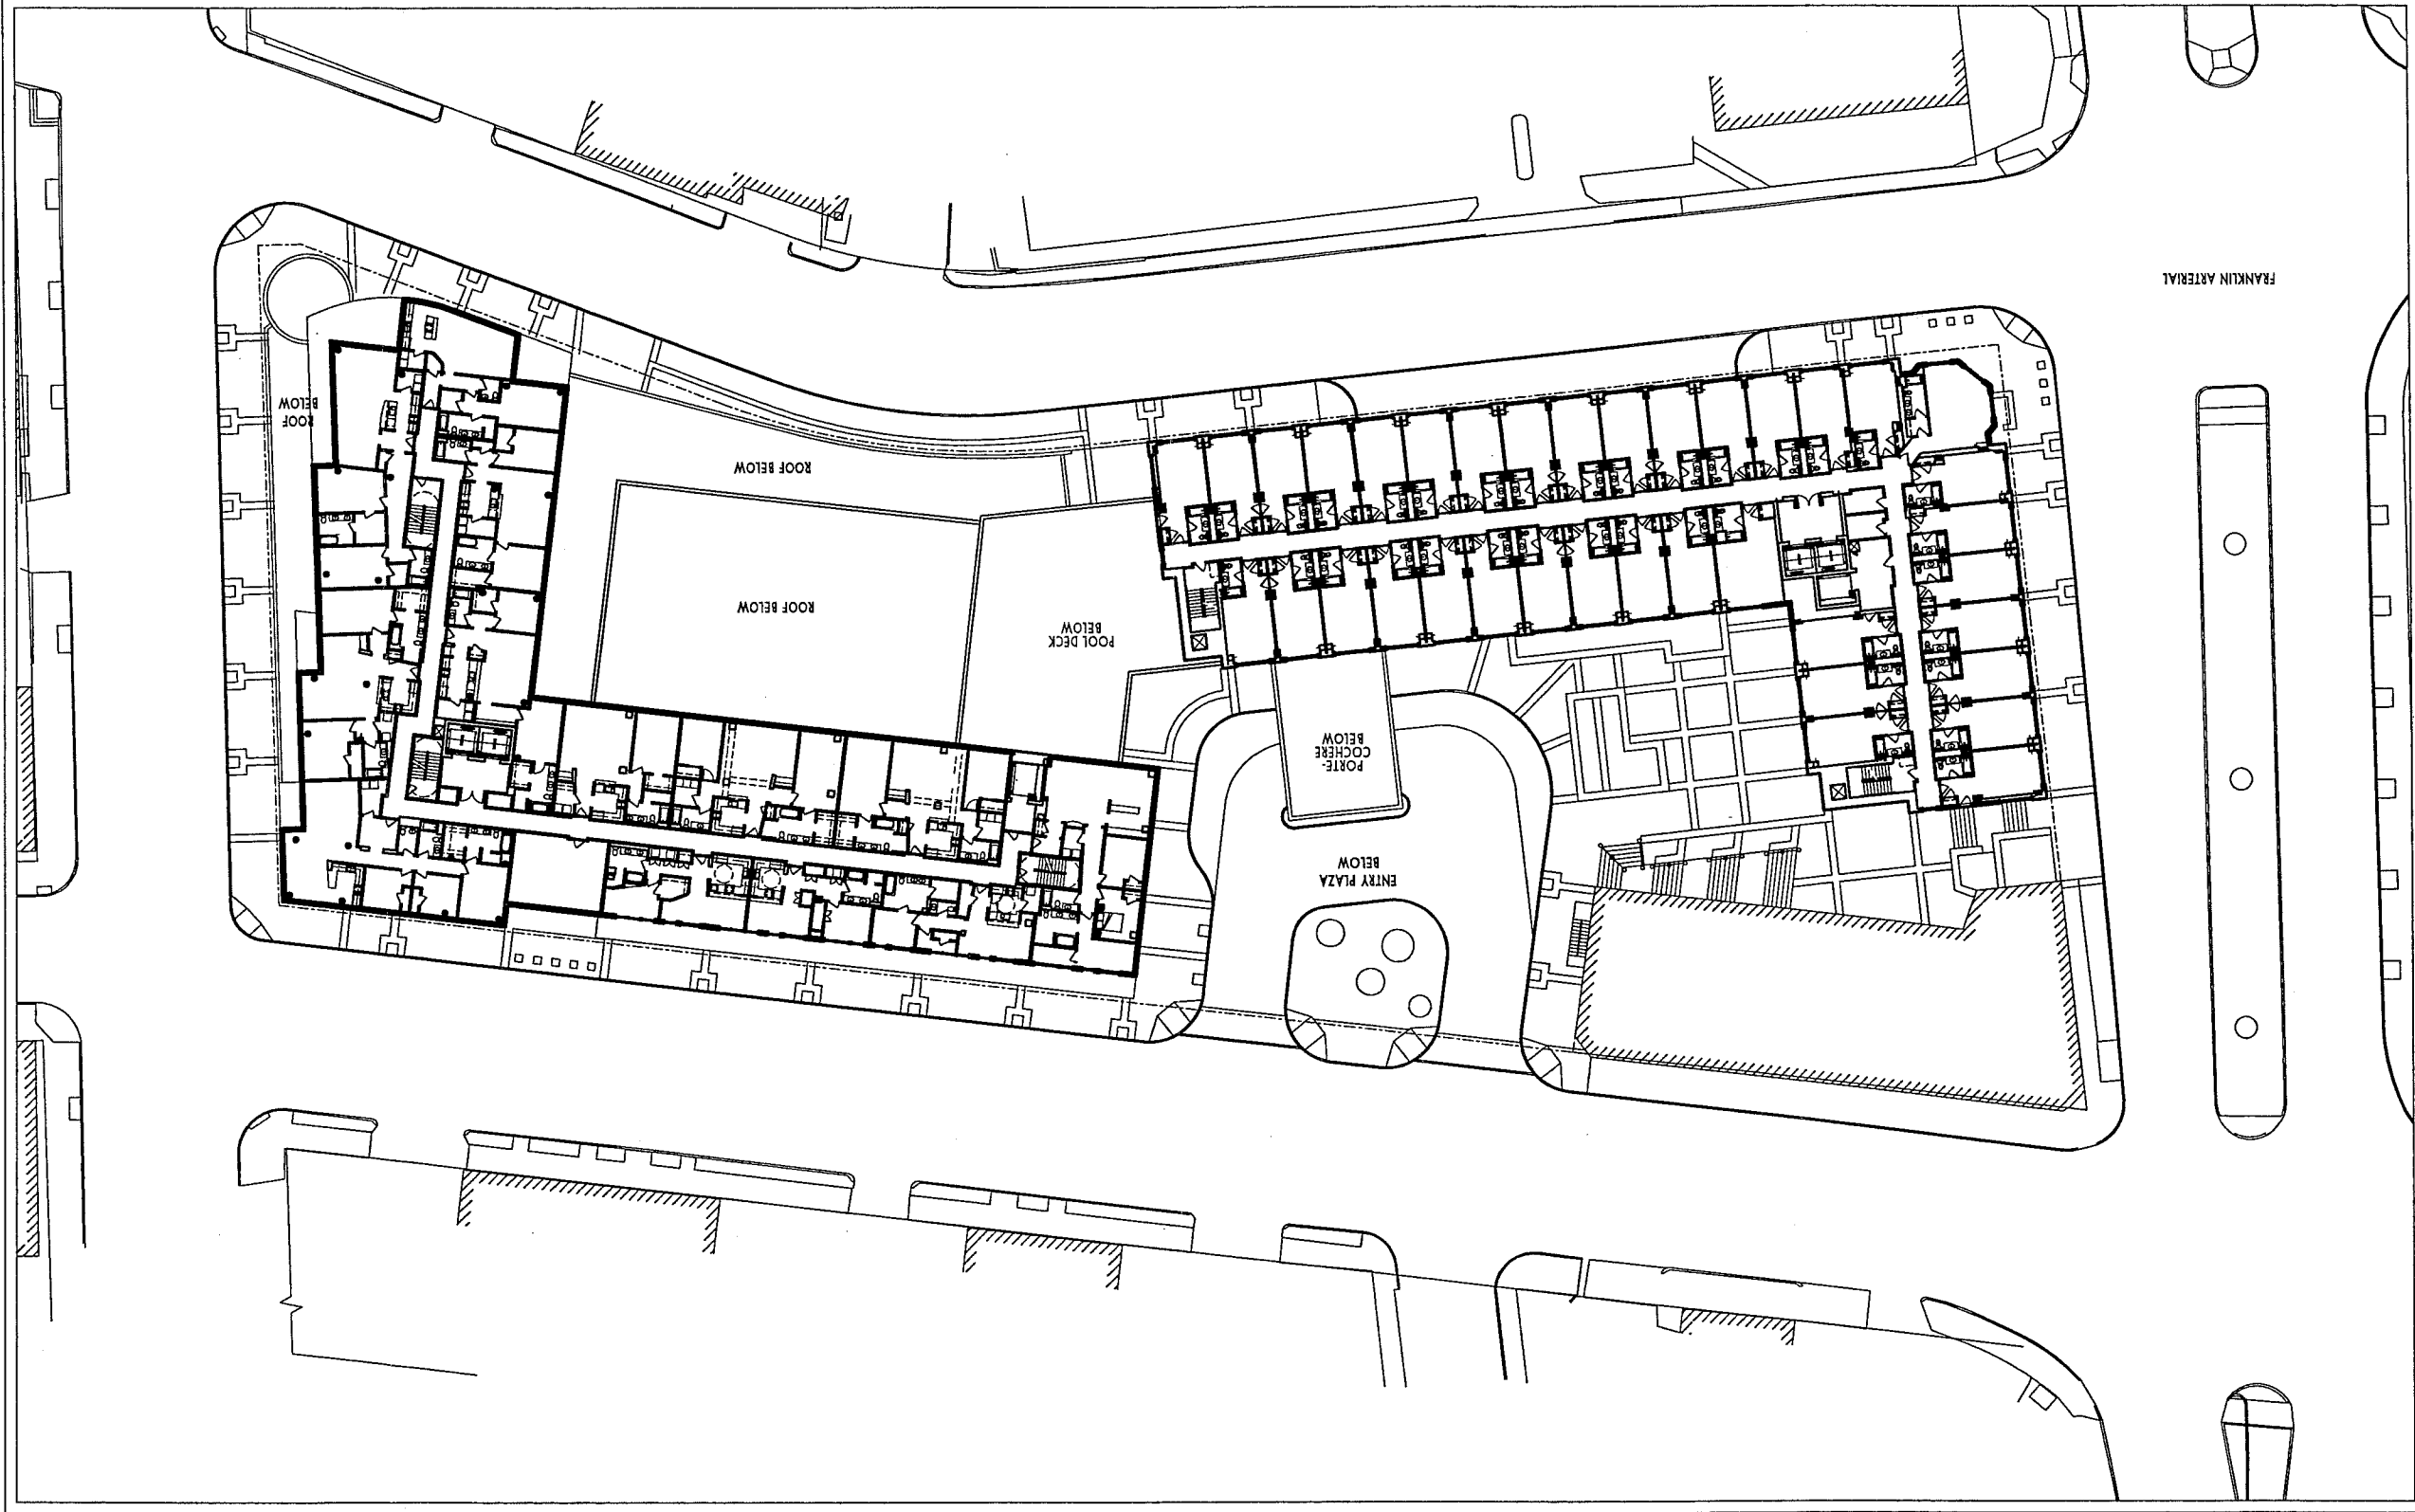 FRANKLIN ARTERIAL
ENTRY PLAZA
BELOW
PORTE-
COCHERE
BELOW
POOL DECK
BELOW
ROOF BELOW
ROOF BELOW
ROOF
BELOW